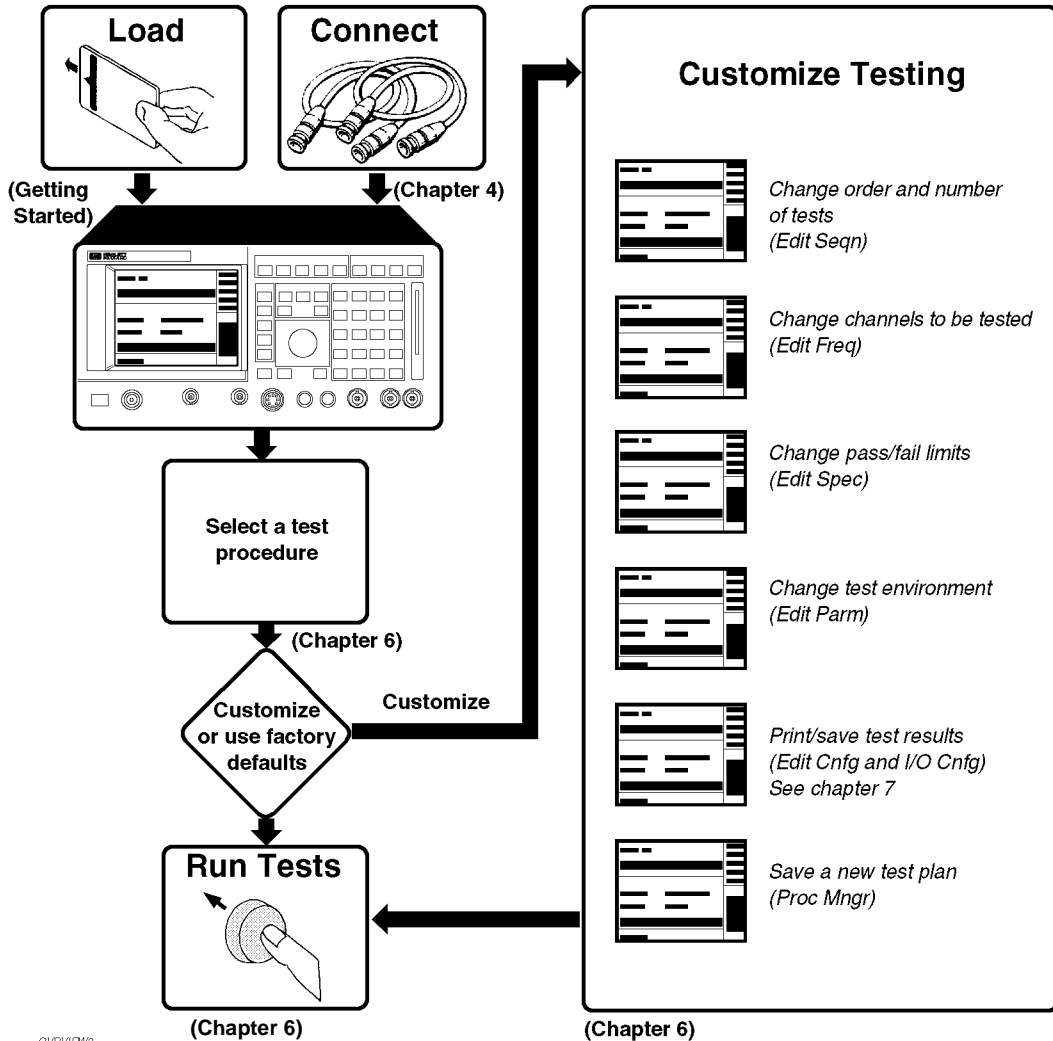 Load
Connect
(Getting
Started)
(Chapter 4)
Select a test
procedure
(Chapter 6)
Customize
or use factory
defaults
Customize
Run Tests
(Chapter 6)
Customize Testing
Change order and number
of tests
(Edit Seqn)
Change channels to be tested
(Edit Freq)
Change pass/fail limits
(Edit Spec)
Change test environment
(Edit Parm)
Print/save test results
(Edit Cnfg and I/O Cnfg)
See chapter 7
Save a new test plan
(Proc Mngr)
(Chapter 6)